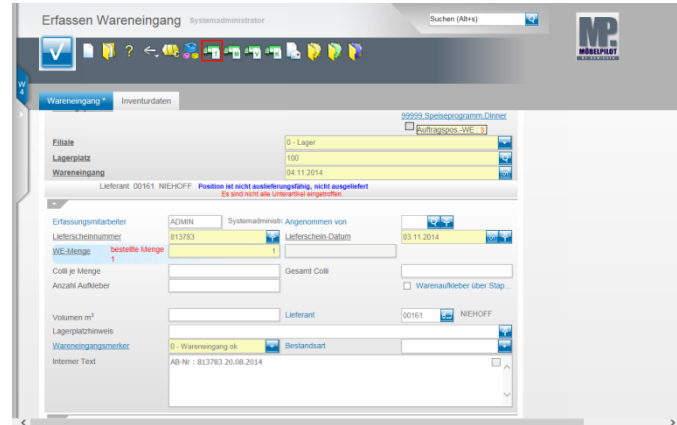 Erfassen Wareneingang Systemadministrator
Suchen (Alt+s)
MP
MÖBELPILOT
W
4
Wareneingang * Inventurdaten
99999.Speiseprogramm.Dinner
Auftragspos.-WE : 3
Filiale 0 - Lager
Lagerplatz 100
Wareneingang 04.11.2014
Lieferant 00161 NIEHOFF Position ist nicht auslieferungsfähig, nicht ausgeliefert
Es sind nicht alle Unterartikel eingetroffen.
Erfassungsmitarbeiter ADMIN Systemadministr Angenommen von
Lieferscheinnummer 813783 Lieferschein-Datum 03.11.2014
WE-Menge bestellte Menge 1
1
Colli je Menge Gesamt Colli
Anzahl Aufkleber Warenaufkleber über Stap...
Volumen m³ Lieferant 00161 NIEHOFF
Lagerplatzhinweis
Wareneingangsmerker 0 - Wareneingang ok Bestandsart
Interner Text AB-Nr : 813783 20.08.2014